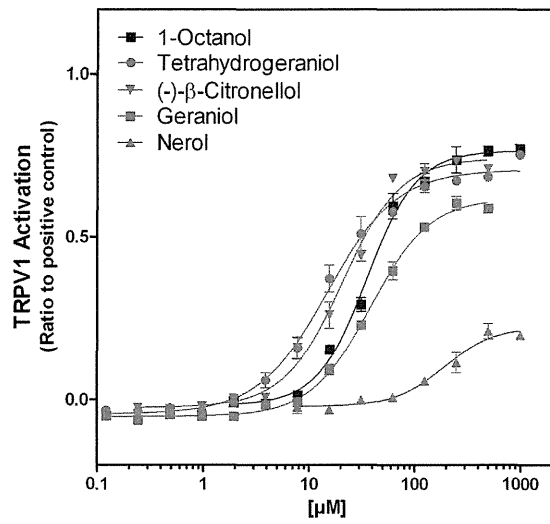 1-Octanol
Tetrahydrogeraniol
(-)-β-Citronellol
Geraniol
Nerol
TRPV1 Activation
(Ratio to positive control)
1.0
0.5
0.0
0.1
1
10
100
1000
[µM]